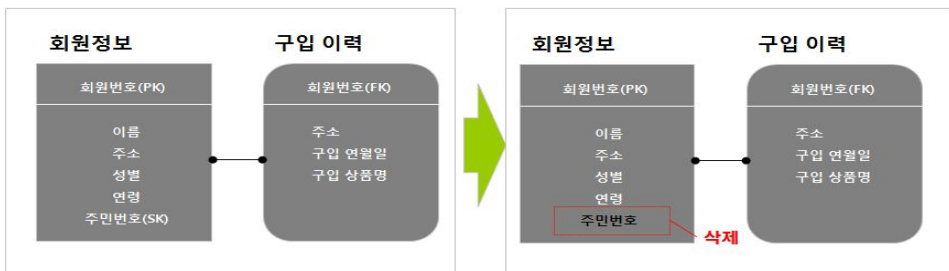 회원정보
회원번호(PK)
이름
주소
성별
연령
주민번호(SK)
구입 이력
회원번호(FK)
주소
구입 연월일
구입 상품명
회원정보
회원번호(PK)
이름
주소
성별
연령
주민번호
삭제
구입 이력
회원번호(FK)
주소
구입 연월일
구입 상품명